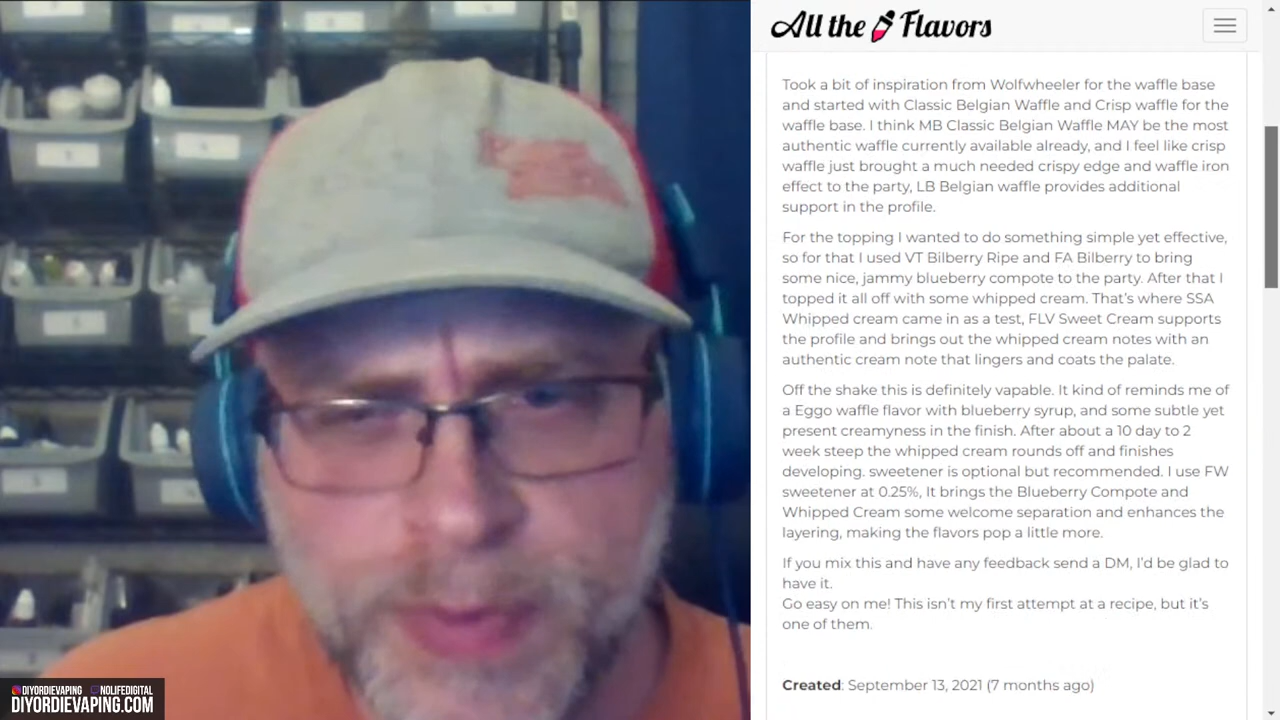 All the Flavors
Took a bit of inspiration from Wolfwheeler for the waffle base
and started with Classic Belgian Waffle and Crisp waffle for the
waffle base. I think MB Classic Belgian Waffle MAY be the most
authentic waffle currently available already, and I feel like crisp
waffle just brought a much needed crispy edge and waffle iron
effect to the party, LB Belgian waffle provides additional
support in the profile.
For the topping I wanted to do something simple yet effective,
so for that I used VT Bilberry Ripe and FA Bilberry to bring
some nice, jammy blueberry compote to the party. After that I
topped it all off with some whipped cream. That’s where SSA
Whipped cream came in as a test, FLV Sweet Cream supports
the profile and brings out the whipped cream notes with an
authentic cream note that lingers and coats the palate.
Off the shake this is definitely vapable. It kind of reminds me of
a Eggo waffle flavor with blueberry syrup, and some subtle yet
present creamyness in the finish. After about a 10 day to 2
week steep the whipped cream rounds off and finishes
developing. sweetener is optional but recommended. I use FW
sweetener at 0.25%, It brings the Blueberry Compote and
Whipped Cream some welcome separation and enhances the
layering, making the flavors pop a little more.
If you mix this and have any feedback send a DM, I’d be glad to
have it.
Go easy on me! This isn’t my first attempt at a recipe, but it’s
one of them.
Created: September 13, 2021 (7 months ago)
DIYORDIEVAPING NOLIFEDIGITAL
DIYORDIEVAPING.COM